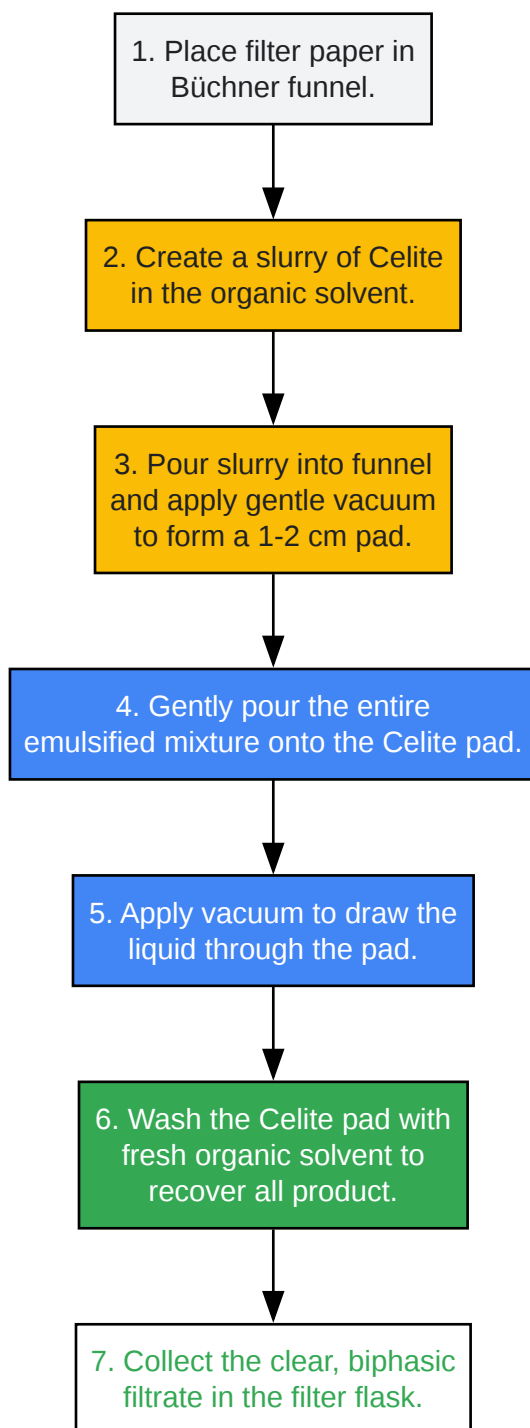 1. Place filter paper in
Büchner funnel.
2. Create a slurry of Celite
in the organic solvent.
3. Pour slurry into funnel
and apply gentle vacuum
to form a 1-2 cm pad.
4. Gently pour the entire
emulsified mixture onto the Celite pad.
5. Apply vacuum to draw the
liquid through the pad.
6. Wash the Celite pad with
fresh organic solvent to
recover all product.
7. Collect the clear, biphasic
filtrate in the filter flask.